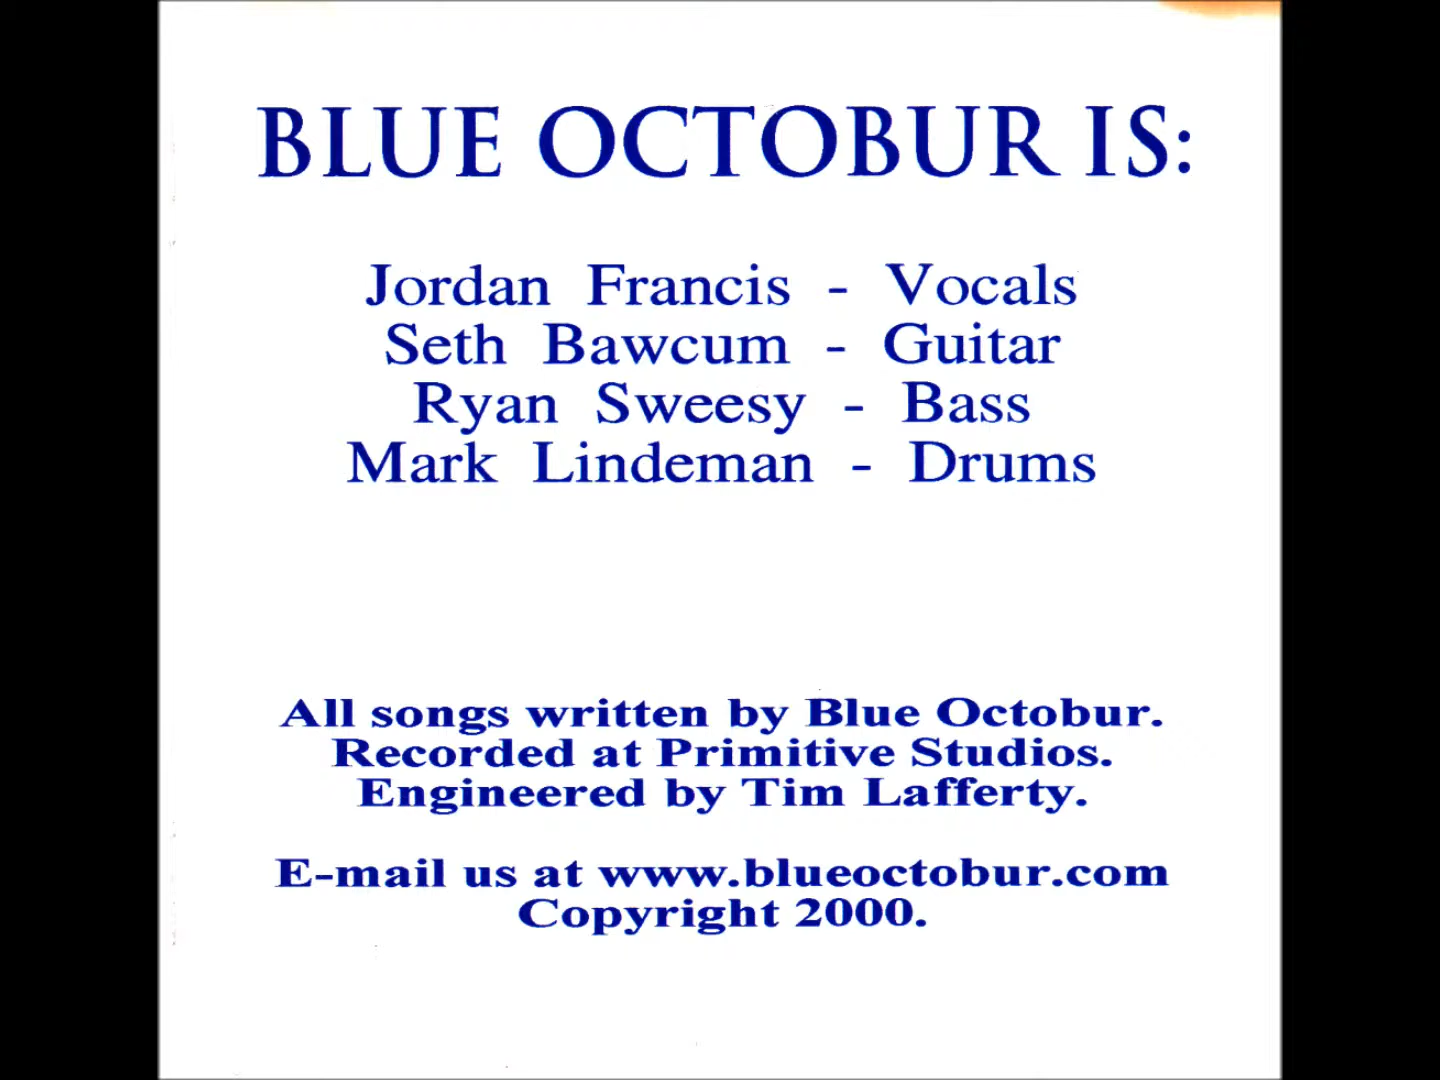 BLUE OCTOBUR IS:
Jordan Francis - Vocals
Seth Bawcum - Guitar
Ryan Sweesy - Bass
Mark Lindeman - Drums
All songs written by Blue Octobur.
Recorded at Primitive Studios.
Engineered by Tim Lafferty.
E-mail us at www.blueoctobur.com
Copyright 2000.